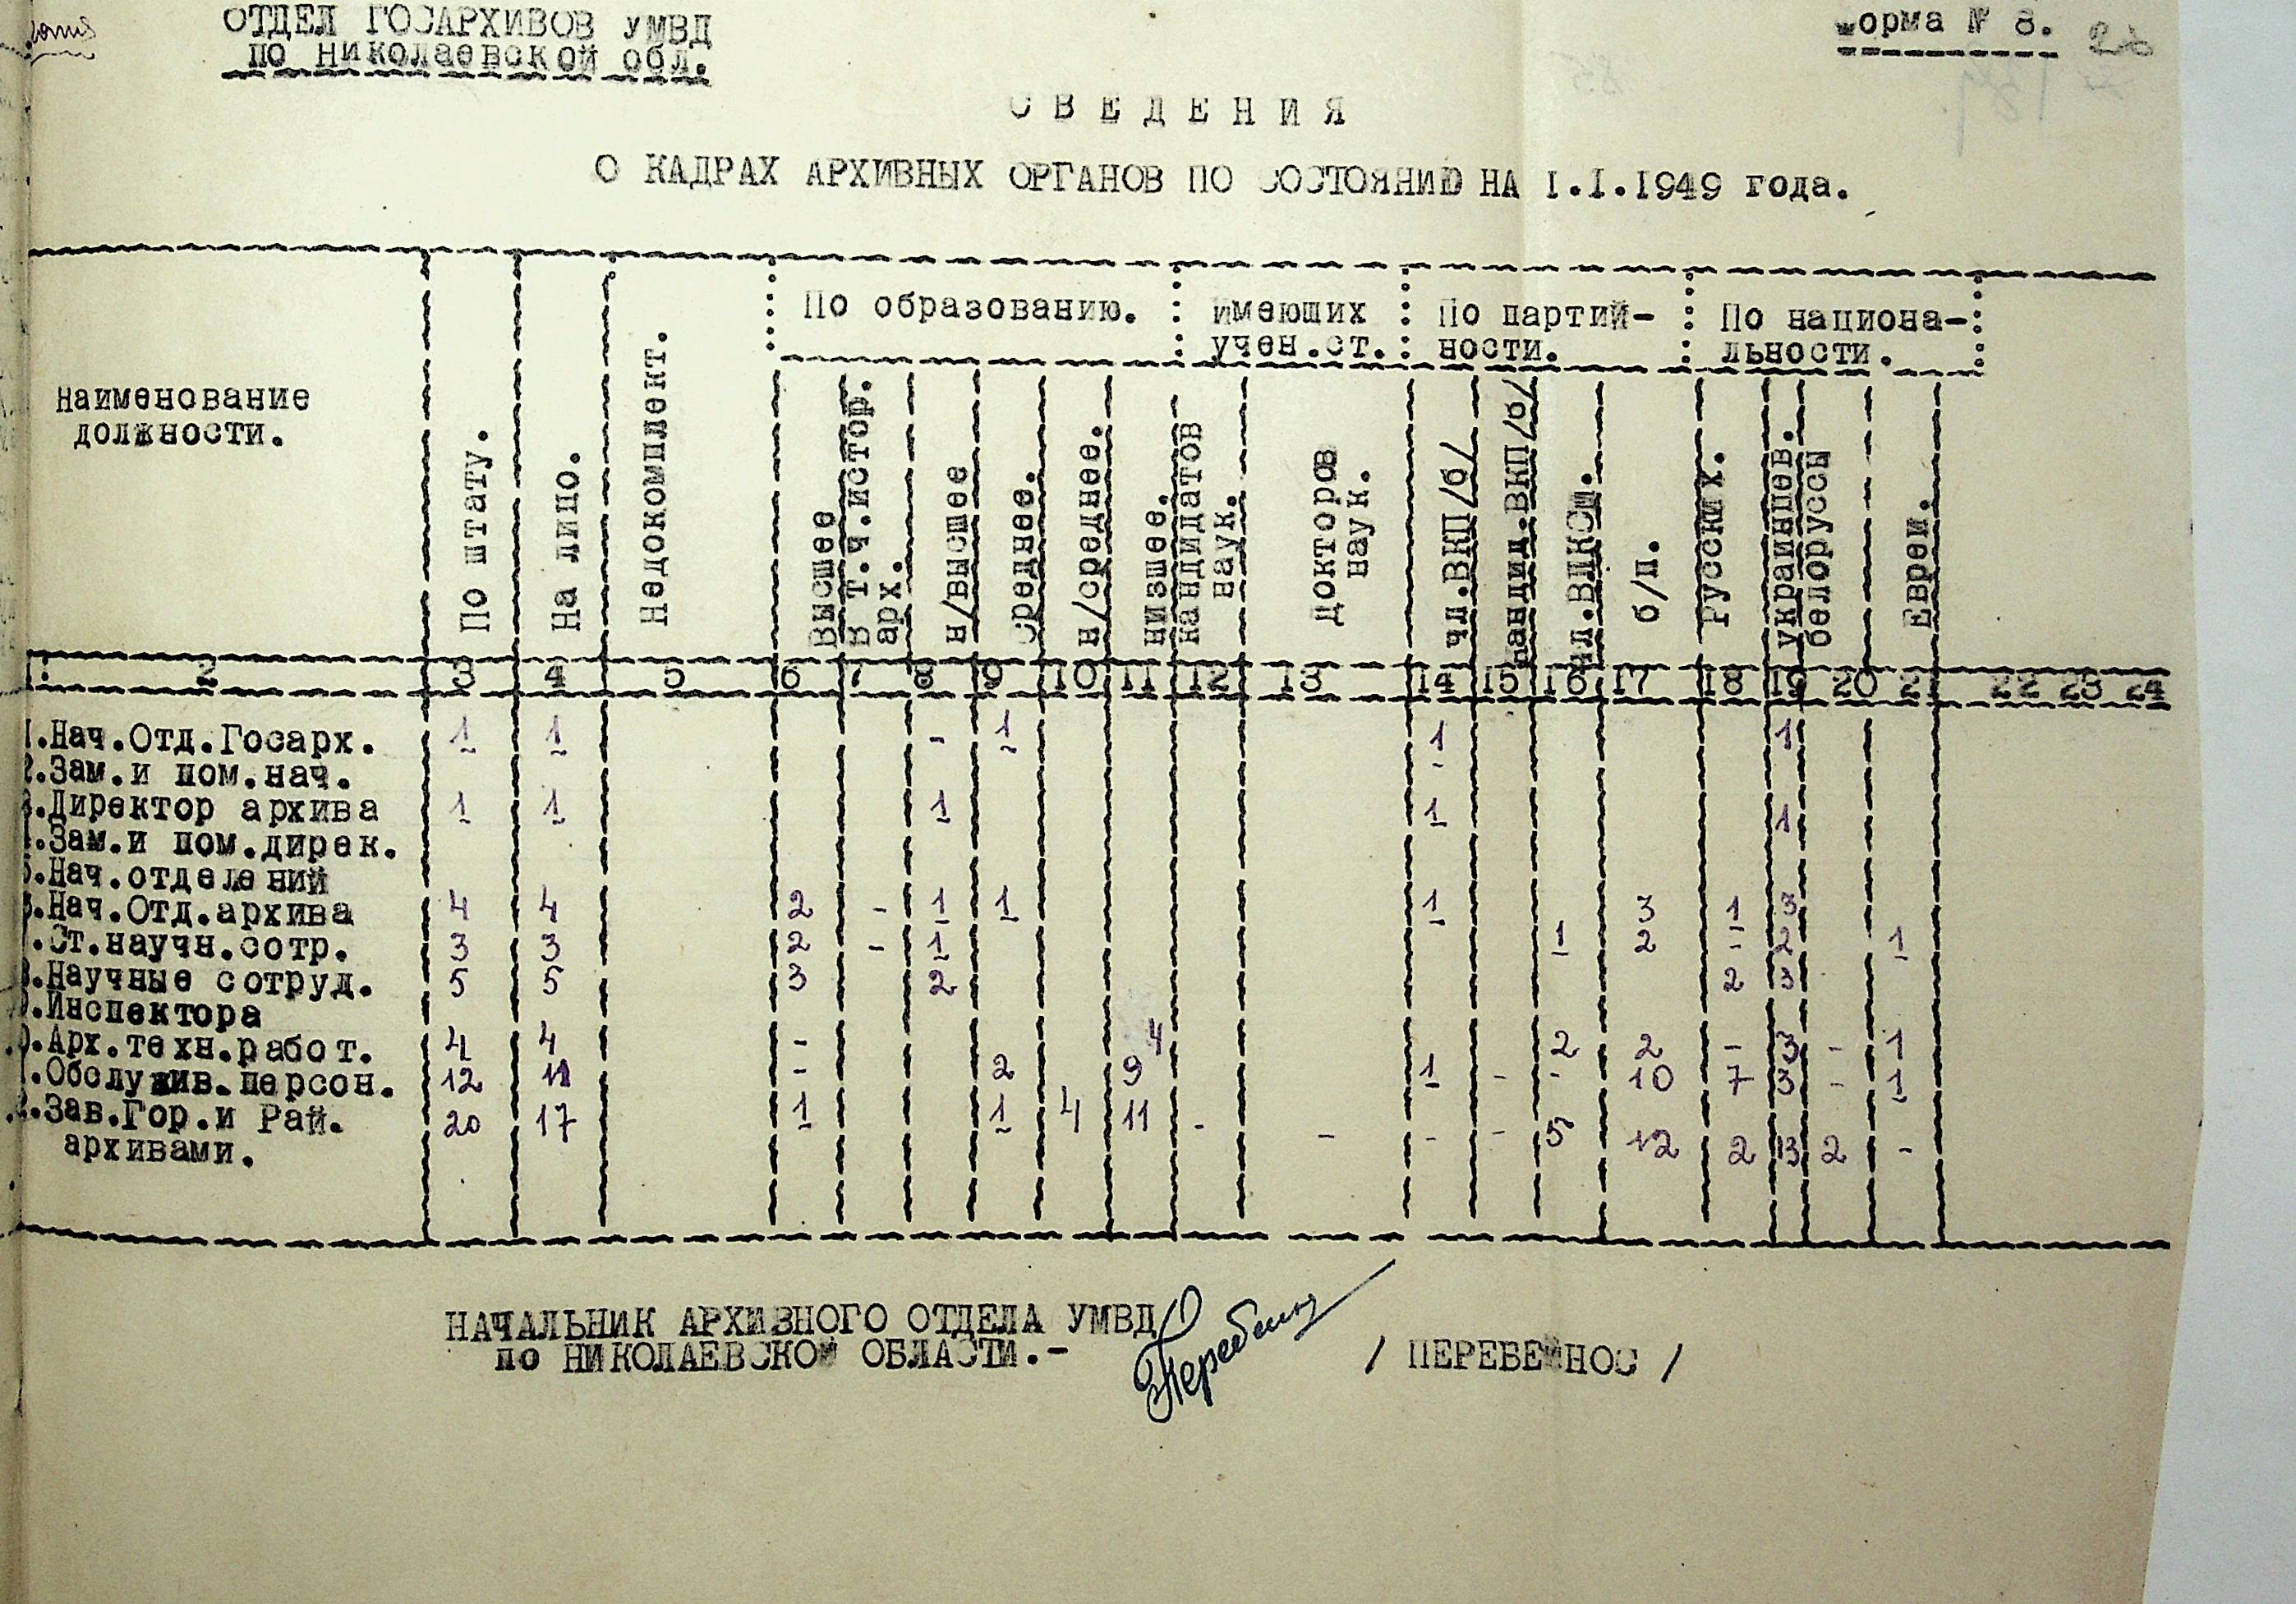 ОТДЕЛ ГОСАРХИВОВ УМВД
по николаевской обл.
форма № 8.
С В Е Д Е Н И Я
О КАДРАХ АРХИВНЫХ ОРГАНОВ ПО СОСТОЯНИЮ НА I.I.1949 года.
Наименование должности. По штату. На лицо. Недокомплект. По образованию. имеющих учен.ст. По партий-ности. По национа-льности.
Высшее В т.ч.истор. арх. н/высшее среднее. н/среднее. низшее. кандидатов наук. докторов наук. чл.ВКП/б/ кандид.ВКП/б/ чл.ВЛКСМ. б/п. Русских. украинцев. белоруссы Евреи.
1: 2 3 4 5 6 7 8 9 10 11 12 13 14 15 16 17 18 19 20 21 22 23 24
1.Нач.Отд.Госарх. 1 1 - 1 1 1
2.Зам.и пом.нач.
3.Директор архива 1 1 1 1 1
4.Зам.и пом.дирек.
5.Нач.отделений
6.Нач.Отд.архива 4 4 2 - 1 1 1 3 1 3
7.Ст.научн.сотр. 3 3 2 - 1 1 2 - 2 1
8.Научные сотруд. 5 5 3 2 2 3
9.Инспектора
0.Арх.техн.работ. 4 4 - 4 2 2 - 3 - 1
1.Обслужив.персон. 12 - 2 9 1 - - 10 7 3 - 1
2.Зав.Гор.и Рай. 20 17 1 1 4 11 - - - - 5 12 2 13 2 -
архивами.
НАЧАЛЬНИК АРХИВНОГО ОТДЕЛА УМВД
по НИКОЛАЕВСКОЙ ОБЛАСТИ.-
/ ПЕРЕБЕЙНОС /